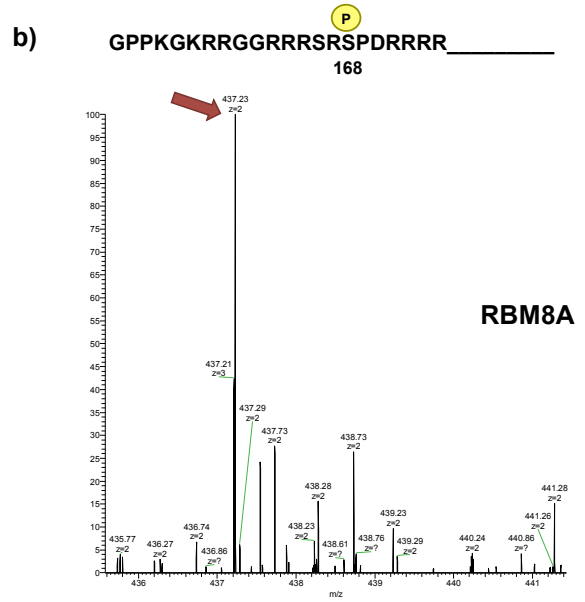 P
b) GPPKGKRRGGRRRSRSPDRRRR__________
168
437.23
z=2
100
95
90
85
80
75
70
65
60
55
50
45
40
35
30
25
20
15
10
5
0
RBM8A
437.21
z=3
437.29
z=2
437.73
z=2
438.73
z=2
438.28
z=2
441.28
z=2
441.26
z=2
439.23
z=2
438.23
z=2
436.74
z=2
435.77
z=2
436.27
z=2
436.86
z=?
438.61
z=?
438.76
z=?
439.29
z=2
440.24
z=2
440.86
z=?
436 437 438 439 440 441
m/z